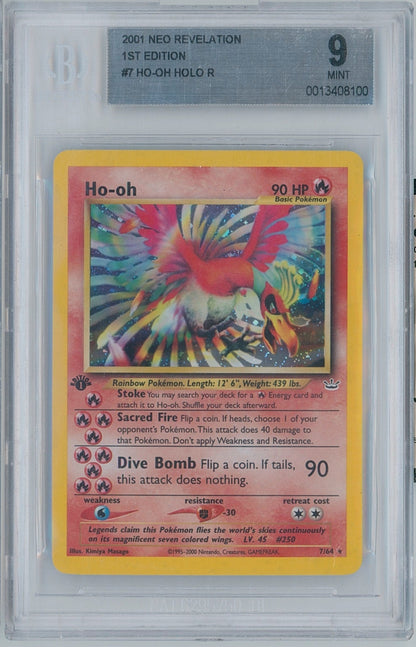 2001 NEO REVELATION
1ST EDITION
#7 HO-OH HOLO R
9
MINT
0013408100
Ho-oh
90 HP
Basic Pokémon
Rainbow Pokémon. Length: 12' 6", Weight: 439 lbs.
Stoke You may search your deck for a Energy card and
attach it to Ho-oh. Shuffle your deck afterward.
Sacred Fire Flip a coin. If heads, choose 1 of your
opponent's Pokémon. This attack does 40 damage to
that Pokémon. Don't apply Weakness and Resistance.
Dive Bomb Flip a coin. If tails,
this attack does nothing.
90
weakness
resistance
retreat cost
-30
Legends claim this Pokémon flies the world's skies continuously
on its magnificent seven colored wings. LV. 45 #250
Illus. Kimiya Masago
©1995-2000 Nintendo, Creatures, GAMEFREAK.
7/64 ★